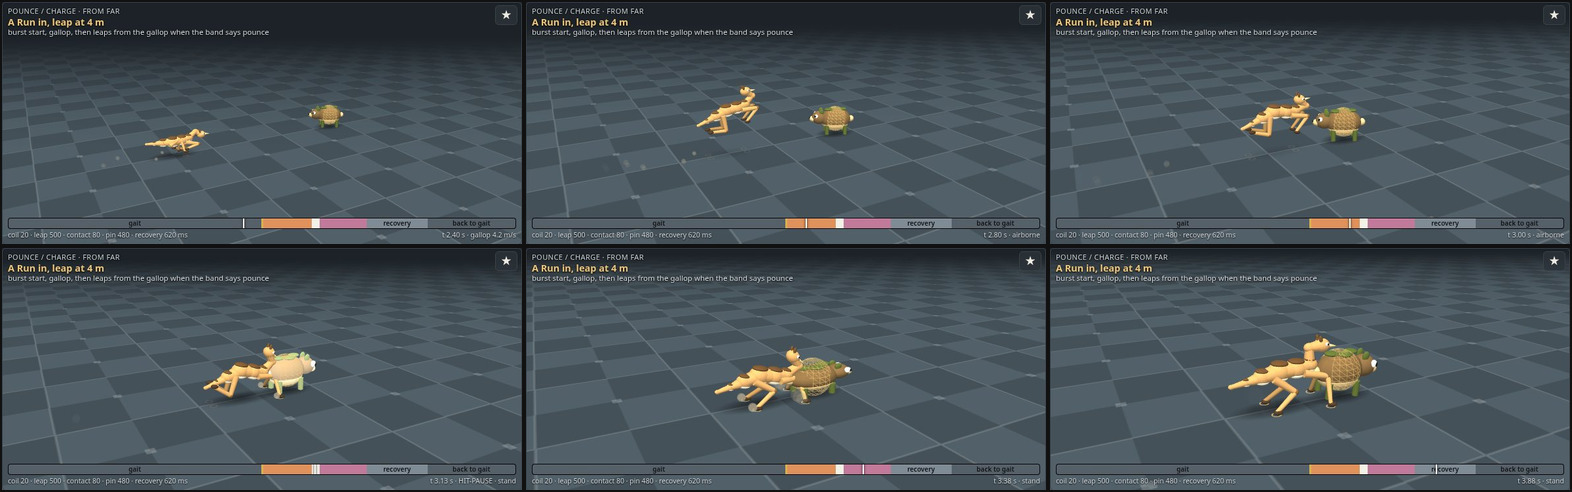 POUNCE / CHARGE · FROM FAR
A Run in, leap at 4 m
burst start, gallop, then leaps from the gallop when the band says pounce
★
gait
recovery
back to gait
coil 20 · leap 500 · contact 80 · pin 480 · recovery 620 ms
t 2.40 s · gallop 4.2 m/s
POUNCE / CHARGE · FROM FAR
A Run in, leap at 4 m
burst start, gallop, then leaps from the gallop when the band says pounce
★
gait
recovery
back to gait
coil 20 · leap 500 · contact 80 · pin 480 · recovery 620 ms
t 2.80 s · airborne
POUNCE / CHARGE · FROM FAR
A Run in, leap at 4 m
burst start, gallop, then leaps from the gallop when the band says pounce
★
gait
recovery
back to gait
coil 20 · leap 500 · contact 80 · pin 480 · recovery 620 ms
t 3.00 s · airborne
POUNCE / CHARGE · FROM FAR
A Run in, leap at 4 m
burst start, gallop, then leaps from the gallop when the band says pounce
★
gait
recovery
back to gait
coil 20 · leap 500 · contact 80 · pin 480 · recovery 620 ms
t 3.13 s · HIT-PAUSE · stand
POUNCE / CHARGE · FROM FAR
A Run in, leap at 4 m
burst start, gallop, then leaps from the gallop when the band says pounce
★
gait
recovery
back to gait
coil 20 · leap 500 · contact 80 · pin 480 · recovery 620 ms
t 3.38 s · stand
POUNCE / CHARGE · FROM FAR
A Run in, leap at 4 m
burst start, gallop, then leaps from the gallop when the band says pounce
★
gait
recovery
back to gait
coil 20 · leap 500 · contact 80 · pin 480 · recovery 620 ms
t 3.88 s · stand